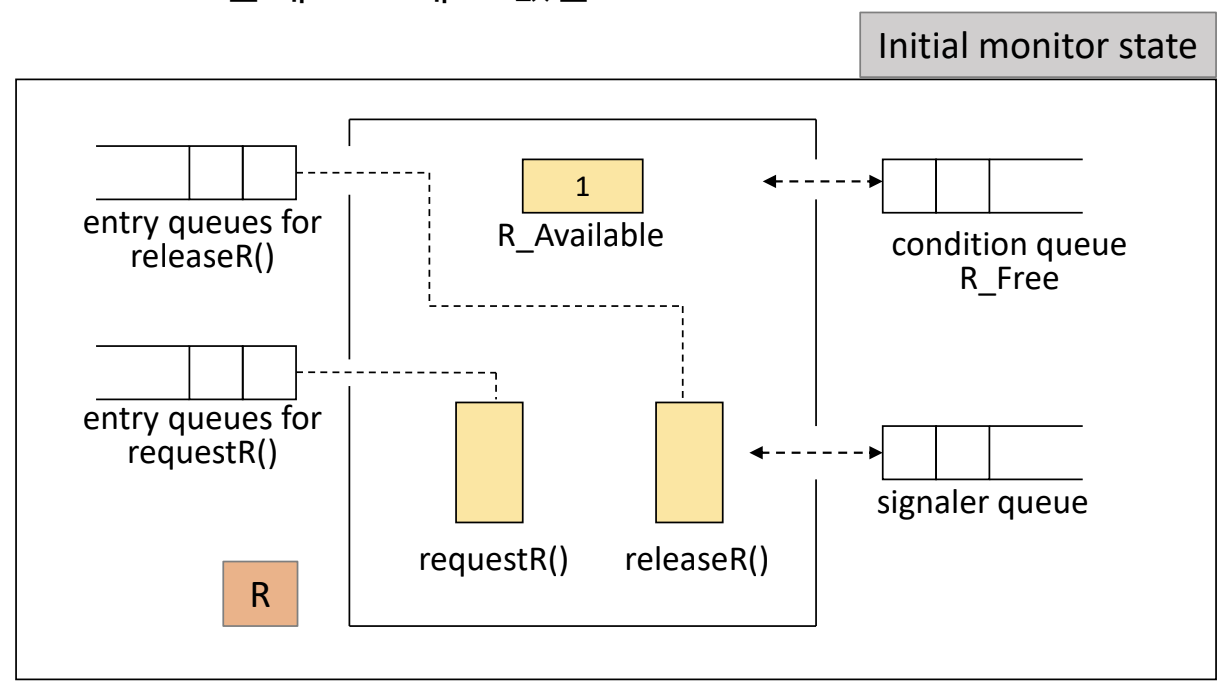 Initial monitor state
entry queues for
releaseR()
1
R_Available
condition queue
R_Free
entry queues for
requestR()
signaler queue
requestR()
releaseR()
R